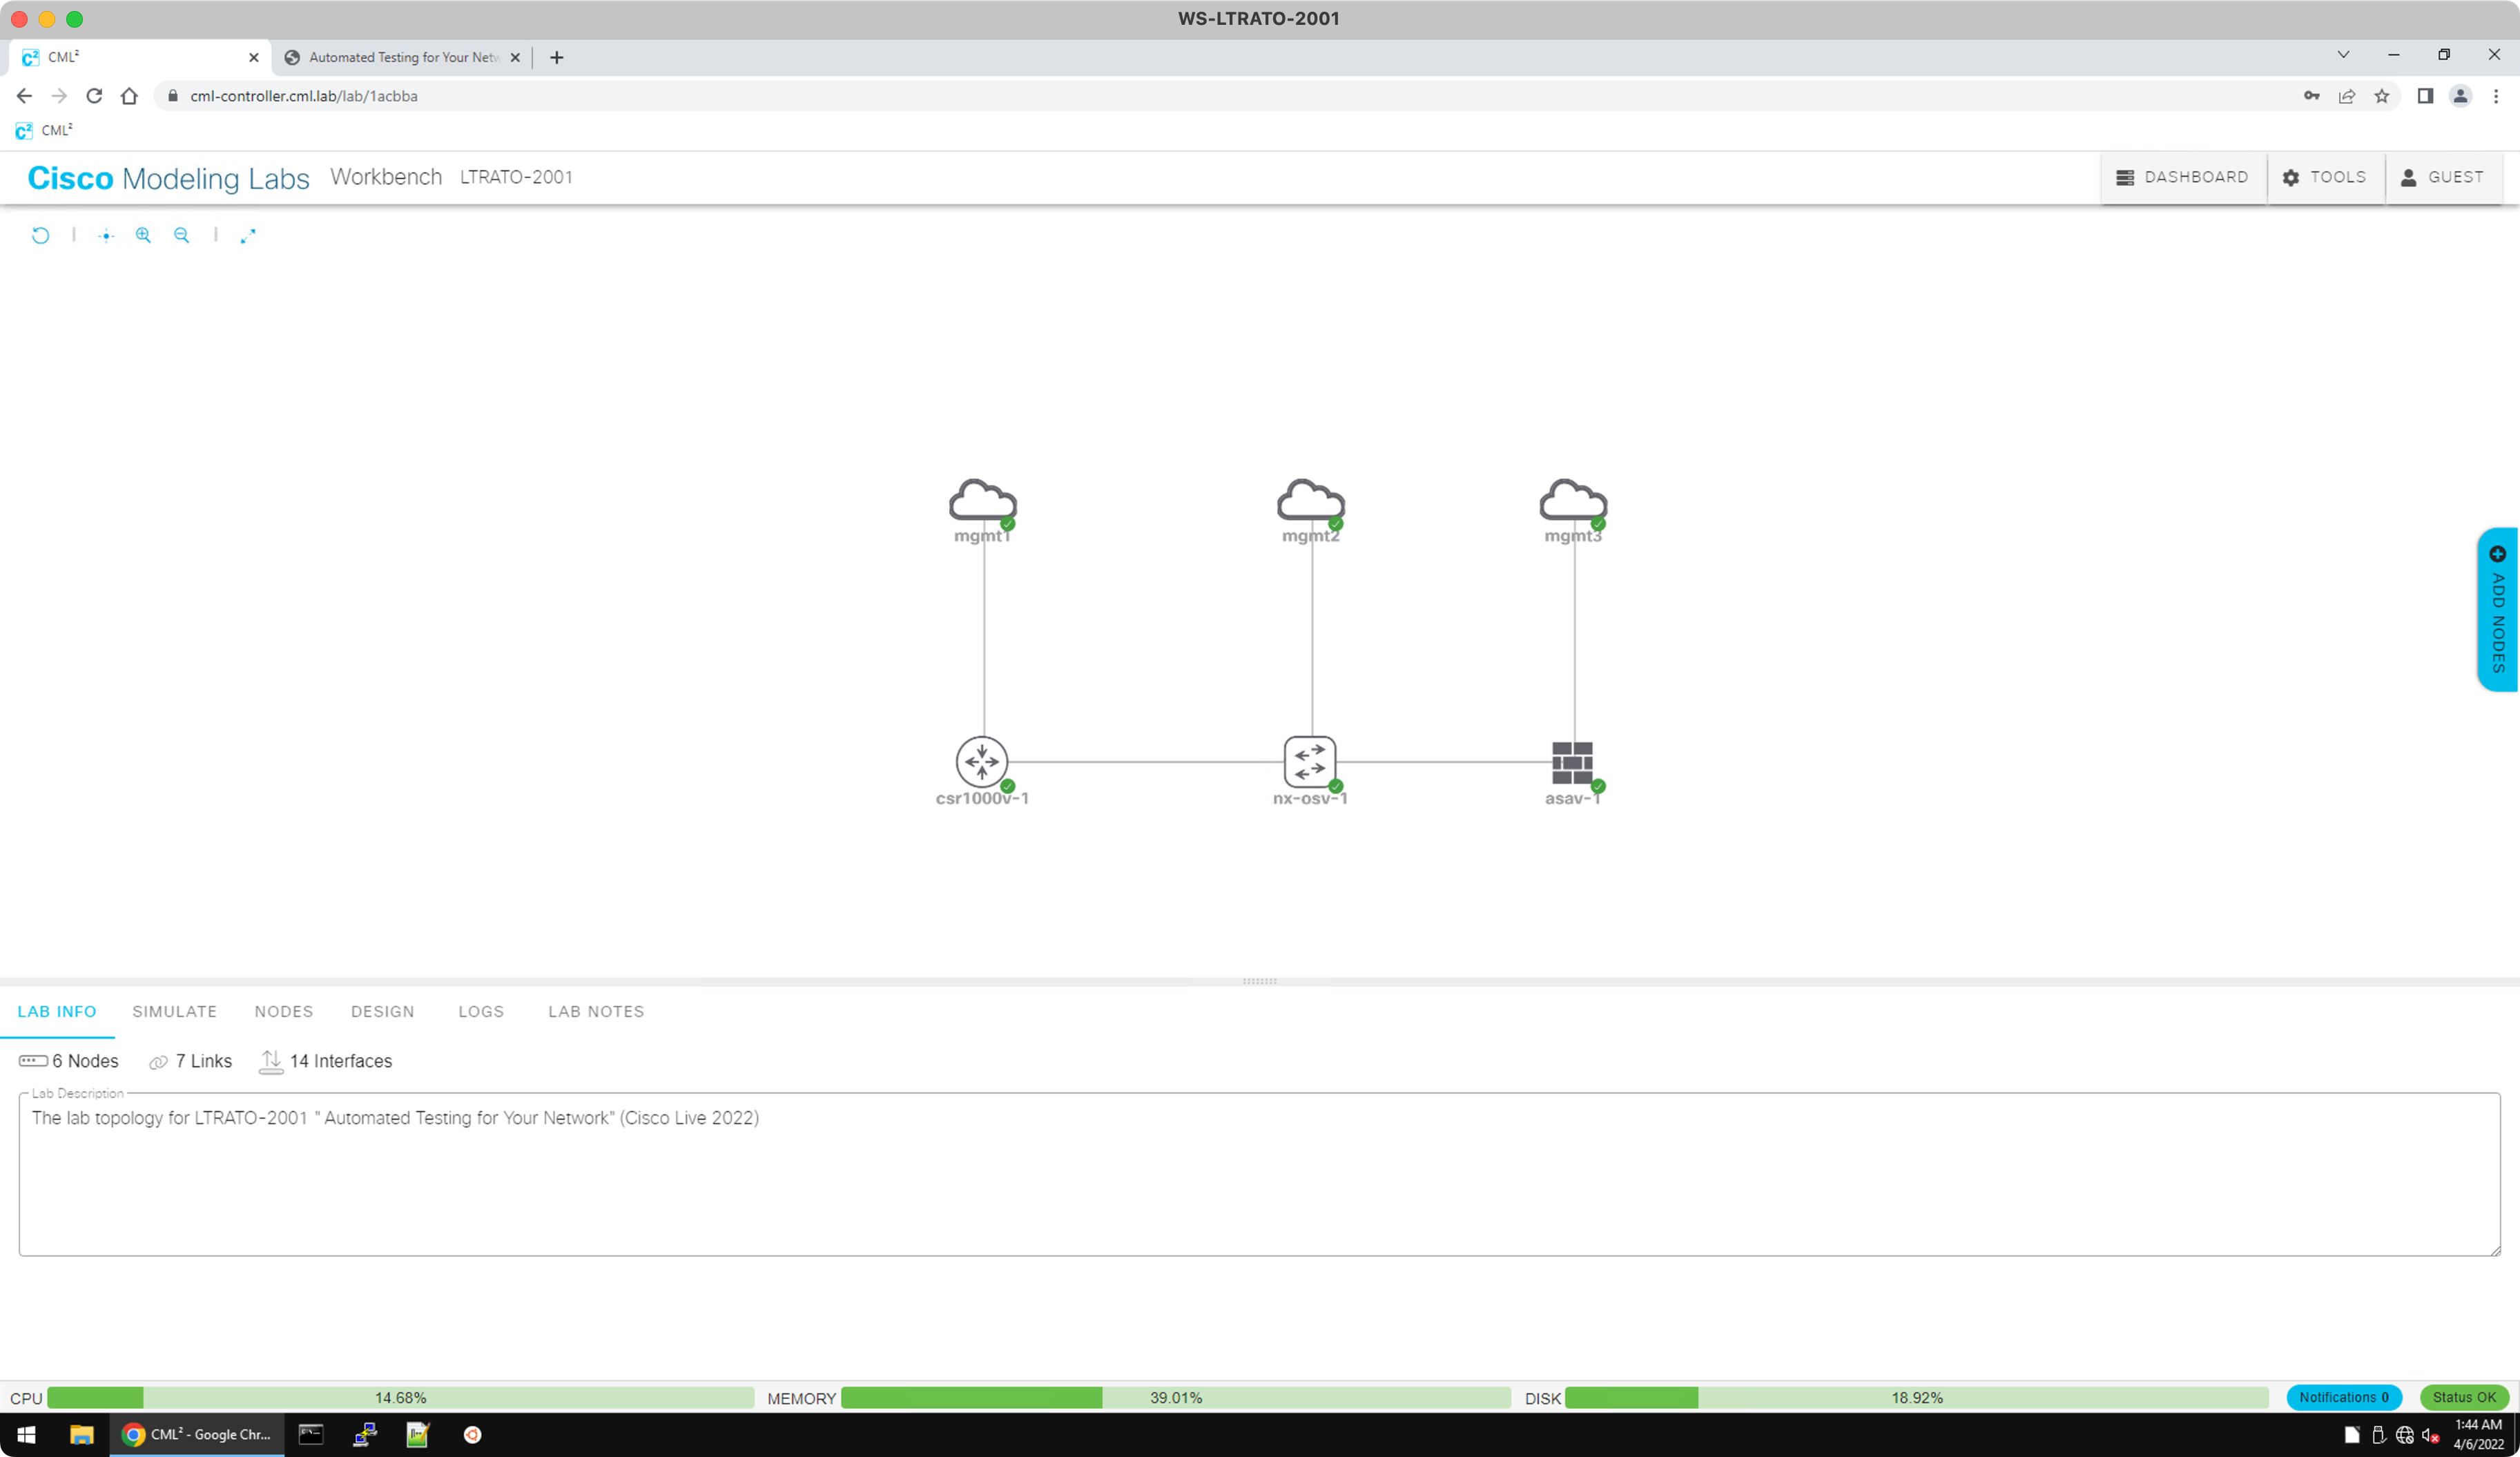 WS-LTRATO-2001
CML²
Automated Testing for Your Netw
cml-controller.cml.lab/lab/1acbba
CML²
Cisco Modeling Labs Workbench LTRATO-2001
DASHBOARD TOOLS GUEST
mgmt1 mgmt2 mgmt3
ADD NODES
csr1000v-1 nx-osv-1 asav-1
LAB INFO SIMULATE NODES DESIGN LOGS LAB NOTES
6 Nodes 7 Links 14 Interfaces
Lab Description
The lab topology for LTRATO-2001 " Automated Testing for Your Network" (Cisco Live 2022)
CPU 14.68% MEMORY 39.01% DISK 18.92% Notifications 0 Status OK
CML² - Google Chr...
1:44 AM
4/6/2022